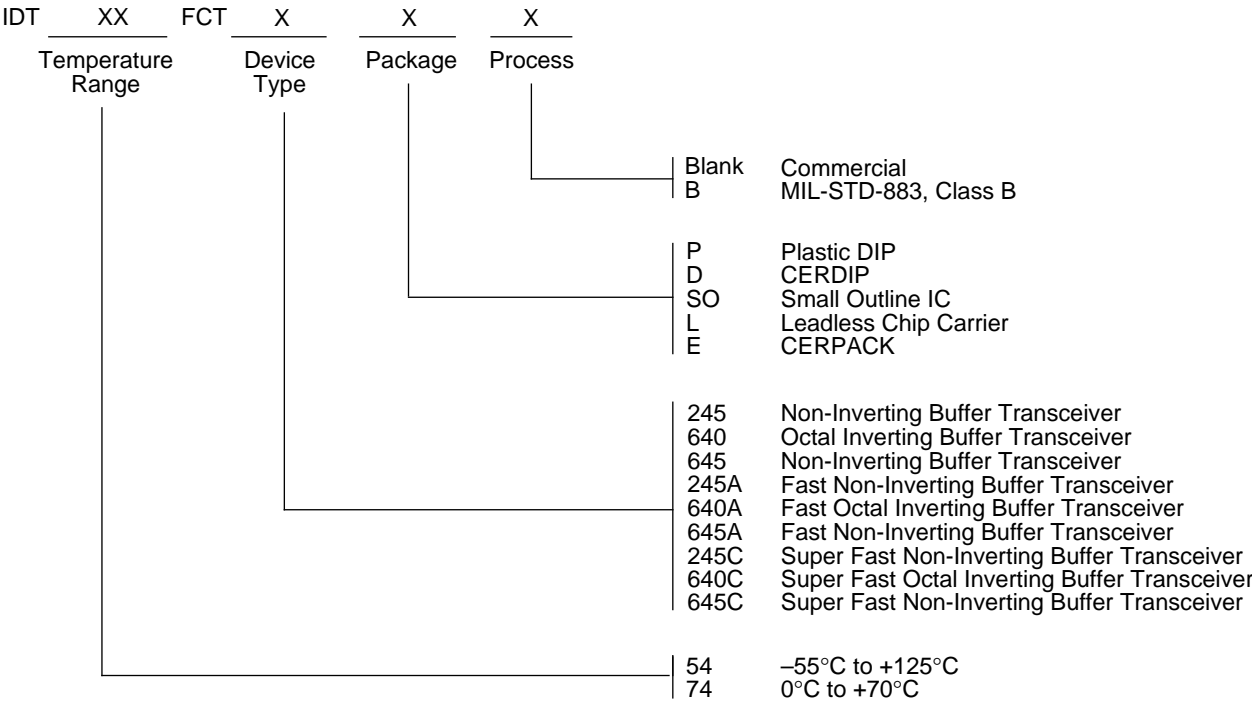 IDT XX FCT X X X
Temperature Range Device Type Package Process
Blank Commercial
B MIL-STD-883, Class B
P Plastic DIP
D CERDIP
SO Small Outline IC
L Leadless Chip Carrier
E CERPACK
245 Non-Inverting Buffer Transceiver
640 Octal Inverting Buffer Transceiver
645 Non-Inverting Buffer Transceiver
245A Fast Non-Inverting Buffer Transceiver
640A Fast Octal Inverting Buffer Transceiver
645A Fast Non-Inverting Buffer Transceiver
245C Super Fast Non-Inverting Buffer Transceiver
640C Super Fast Octal Inverting Buffer Transceiver
645C Super Fast Non-Inverting Buffer Transceiver
54 –55°C to +125°C
74 0°C to +70°C